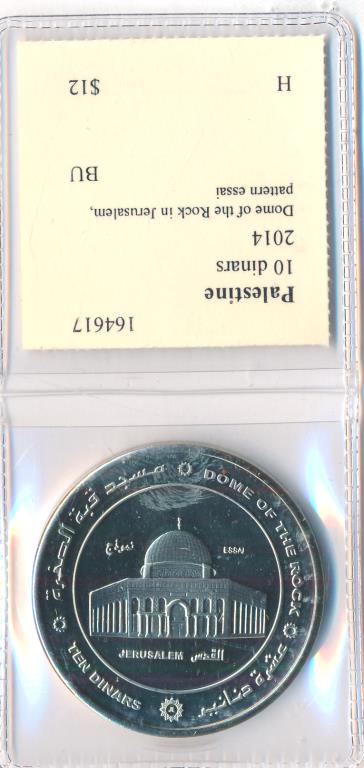 164617
Palestine
10 dinars
2014
Dome of the Rock in Jerusalem,
pattern essai
BU
H $12
مسجد قبة الصخرة
DOME OF THE ROCK
نموذج ESSAI
JERUSALEM القدس
TEN DINARS
عشرة دنانير